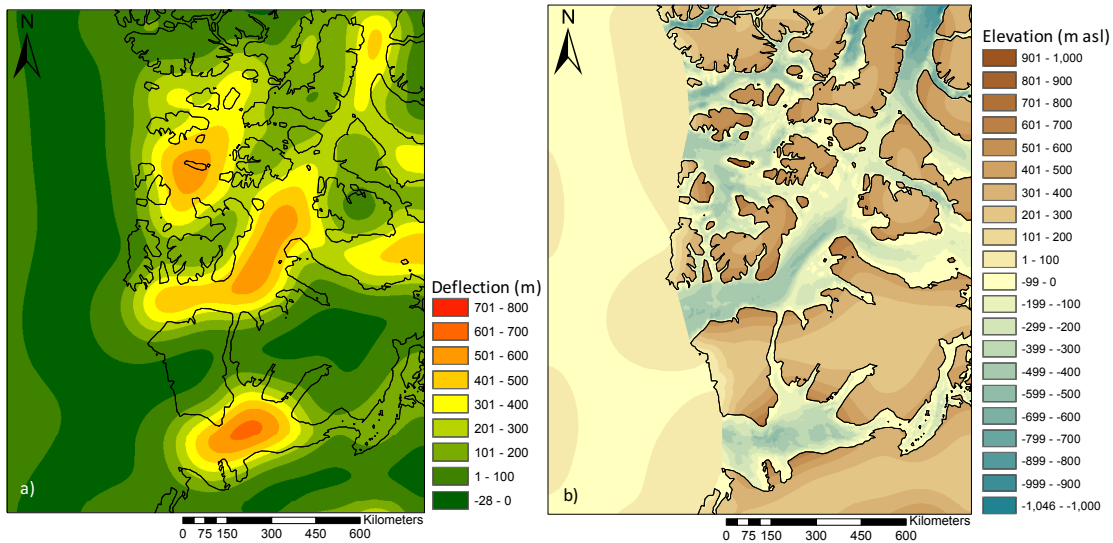 N
a)
Deflection (m)
701 - 800
601 - 700
501 - 600
401 - 500
301 - 400
201 - 300
101 - 200
1 - 100
-28 - 0
Kilometers
0 75 150 300 450 600
N
b)
Elevation (m asl)
901 - 1,000
801 - 900
701 - 800
601 - 700
501 - 600
401 - 500
301 - 400
201 - 300
101 - 200
1 - 100
-99 - 0
-199 - -100
-299 - -200
-399 - -300
-499 - -400
-599 - -500
-699 - -600
-799 - -700
-899 - -800
-999 - -900
-1,046 - -1,000
Kilometers
0 75 150 300 450 600